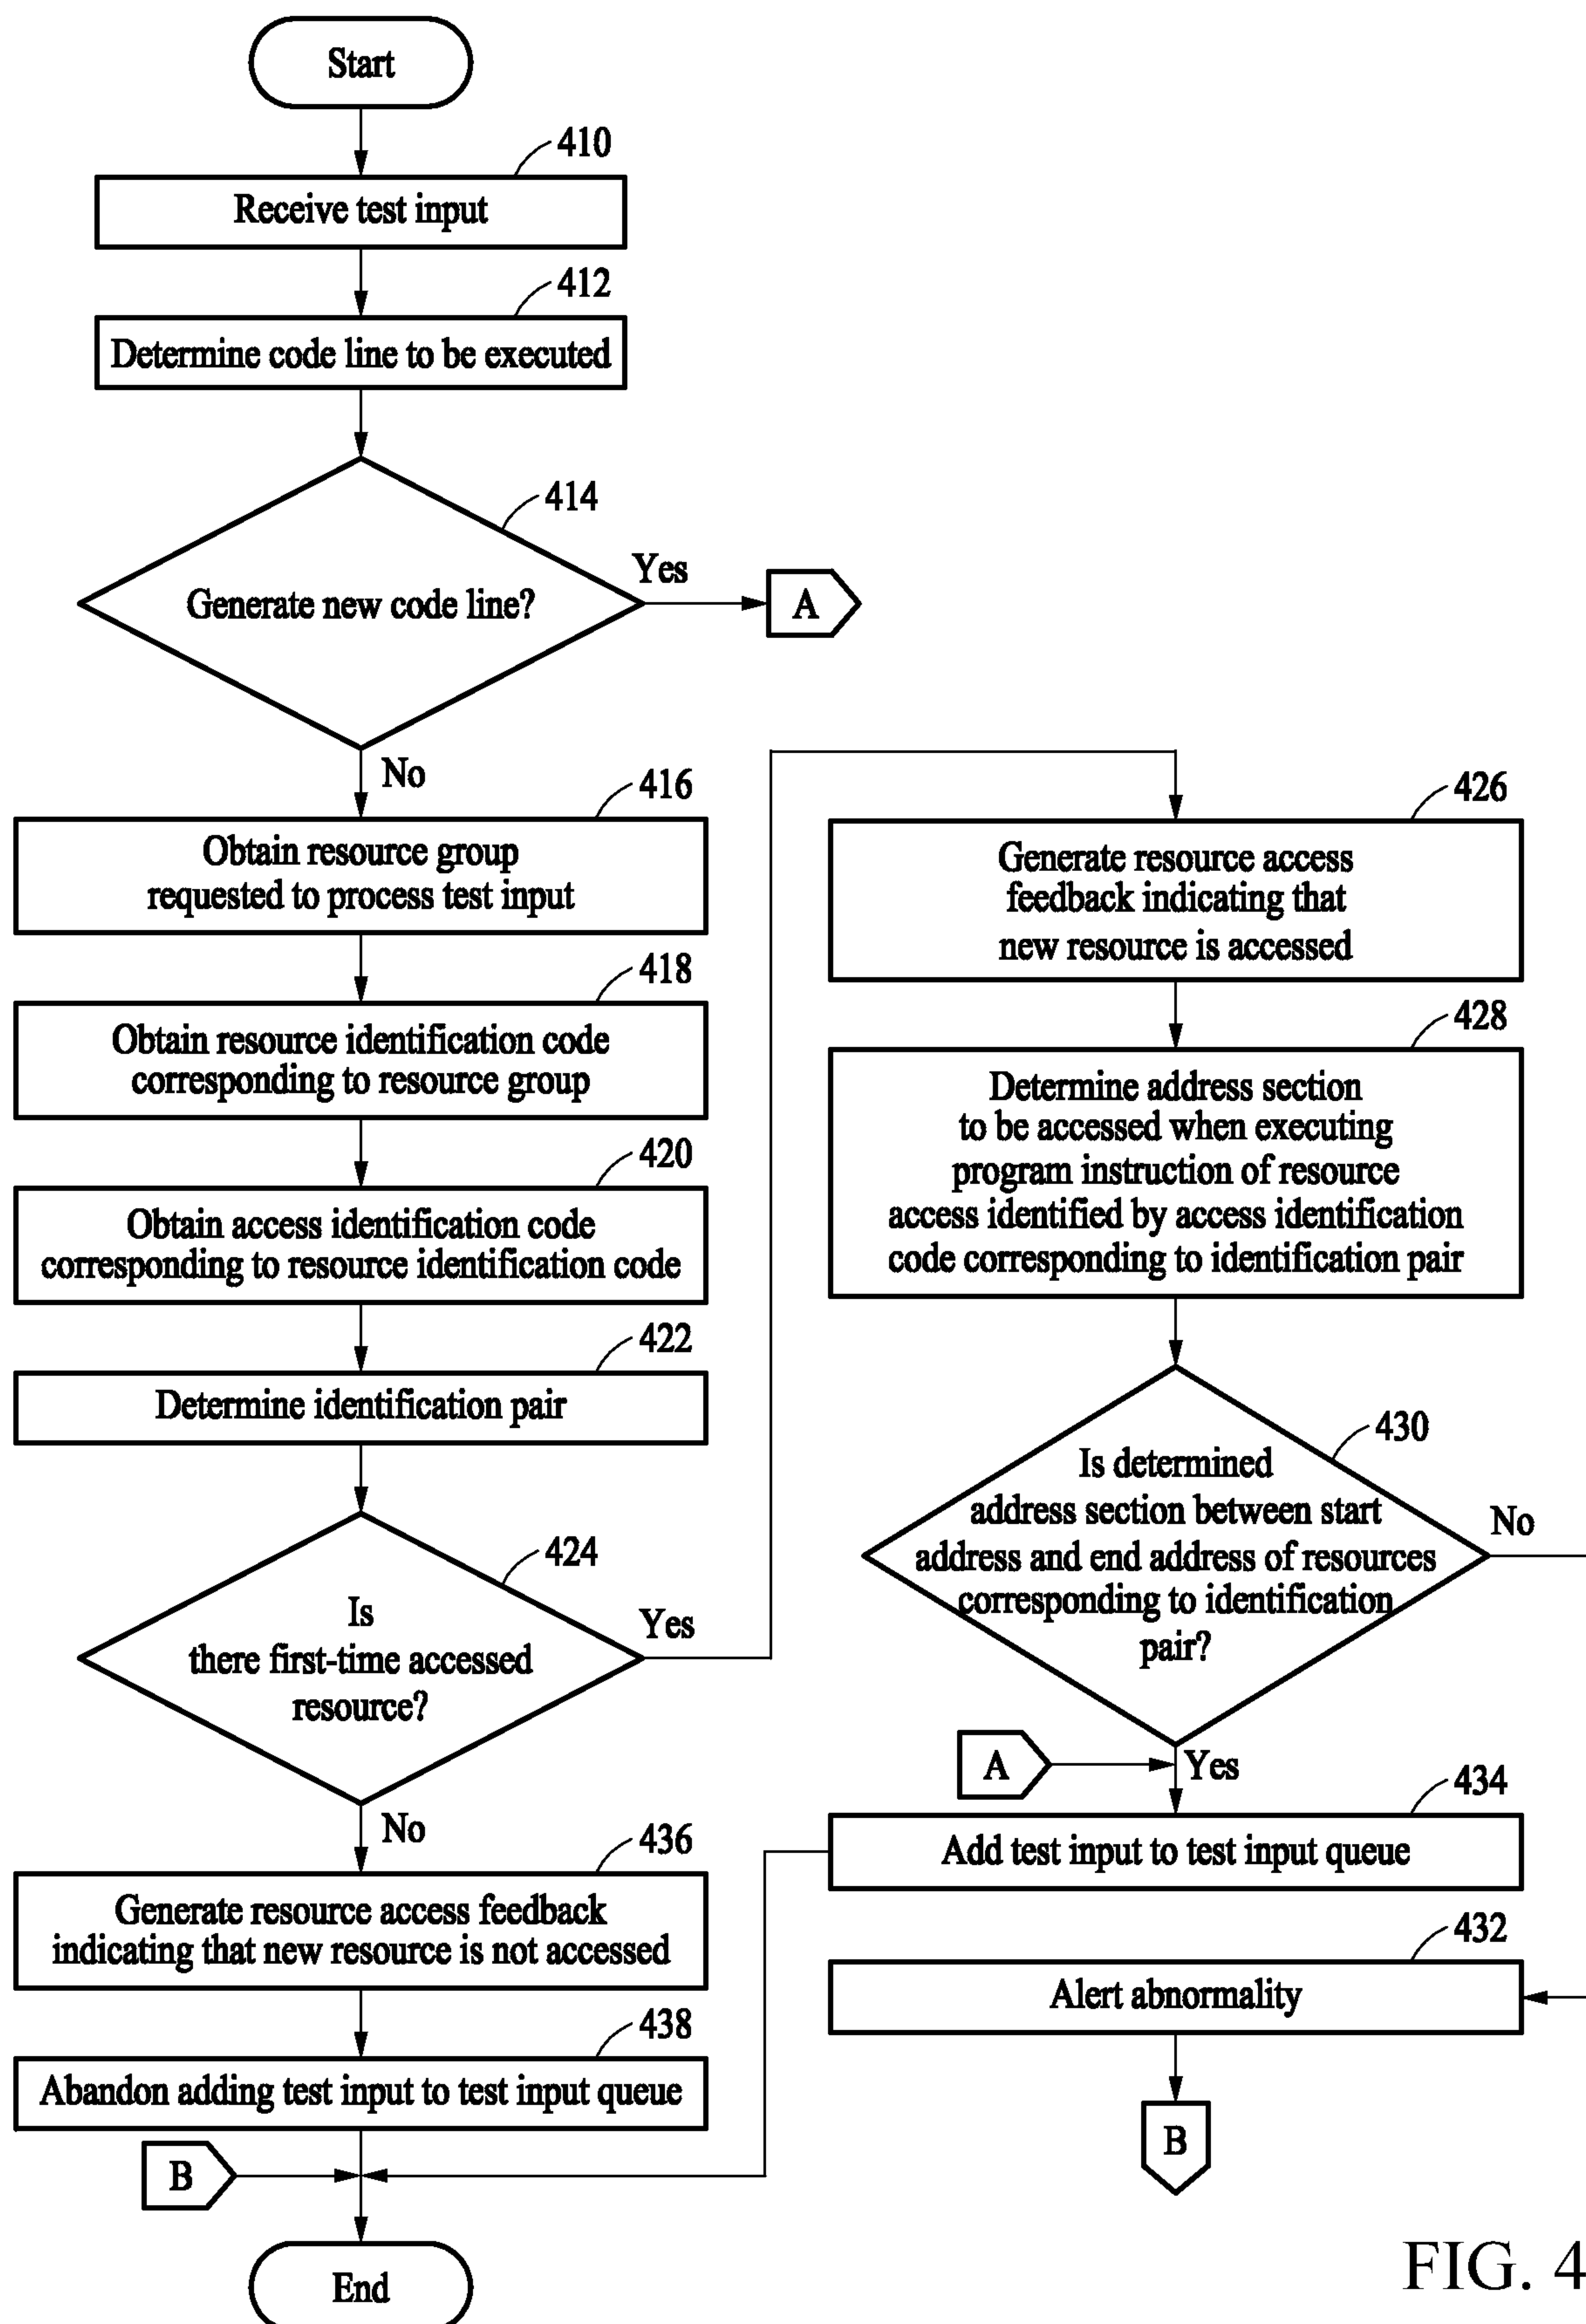 Start
410
Receive test input
412
Determine code line to be executed
414
Generate new code line?
Yes
A
No
416
Obtain resource group
requested to process test input
418
Obtain resource identification code
corresponding to resource group
420
Obtain access identification code
corresponding to resource identification code
422
Determine identification pair
424
Is
there first-time accessed
resource?
Yes
No
436
Generate resource access feedback
indicating that new resource is not accessed
438
Abandon adding test input to test input queue
B
End
426
Generate resource access
feedback indicating that
new resource is accessed
428
Determine address section
to be accessed when executing
program instruction of resource
access identified by access identification
code corresponding to identification pair
430
Is determined
address section between start
address and end address of resources
corresponding to identification
pair?
No
A
Yes
434
Add test input to test input queue
432
Alert abnormality
B
FIG. 4